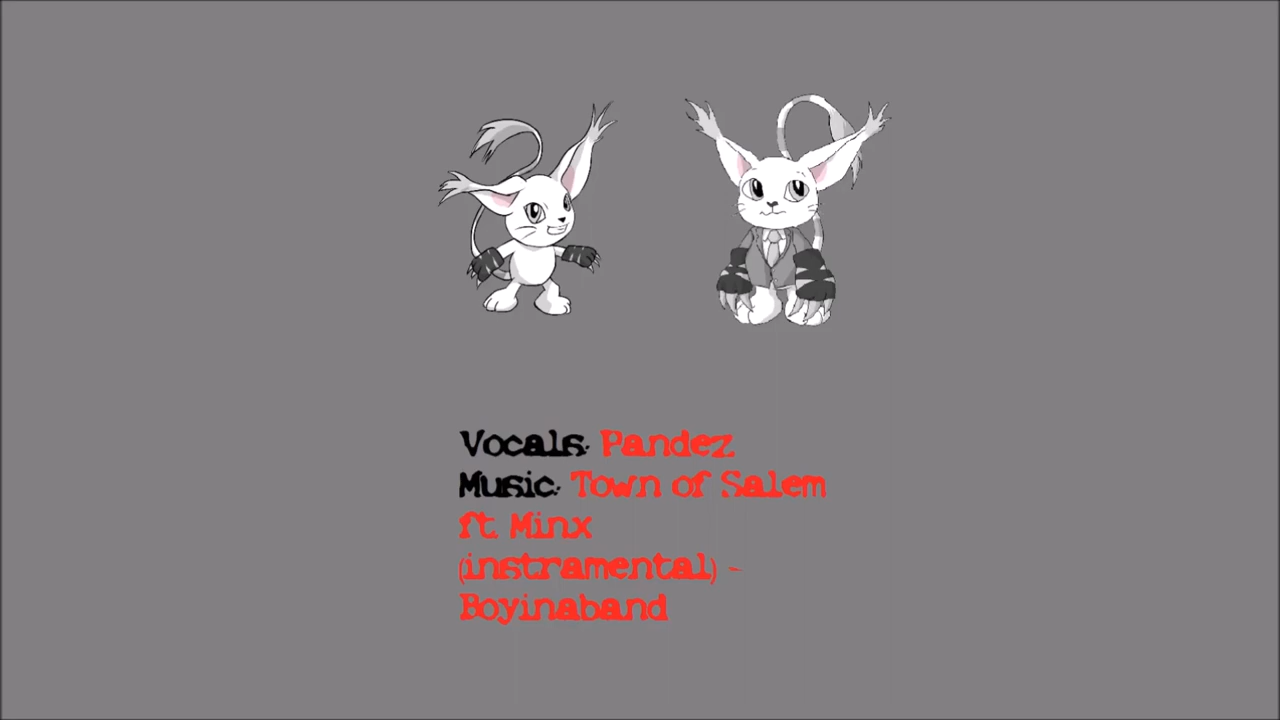 Vocals: Pandez
Music: Town of Salem
ft. Minx
(instramental) -
Boyinaband